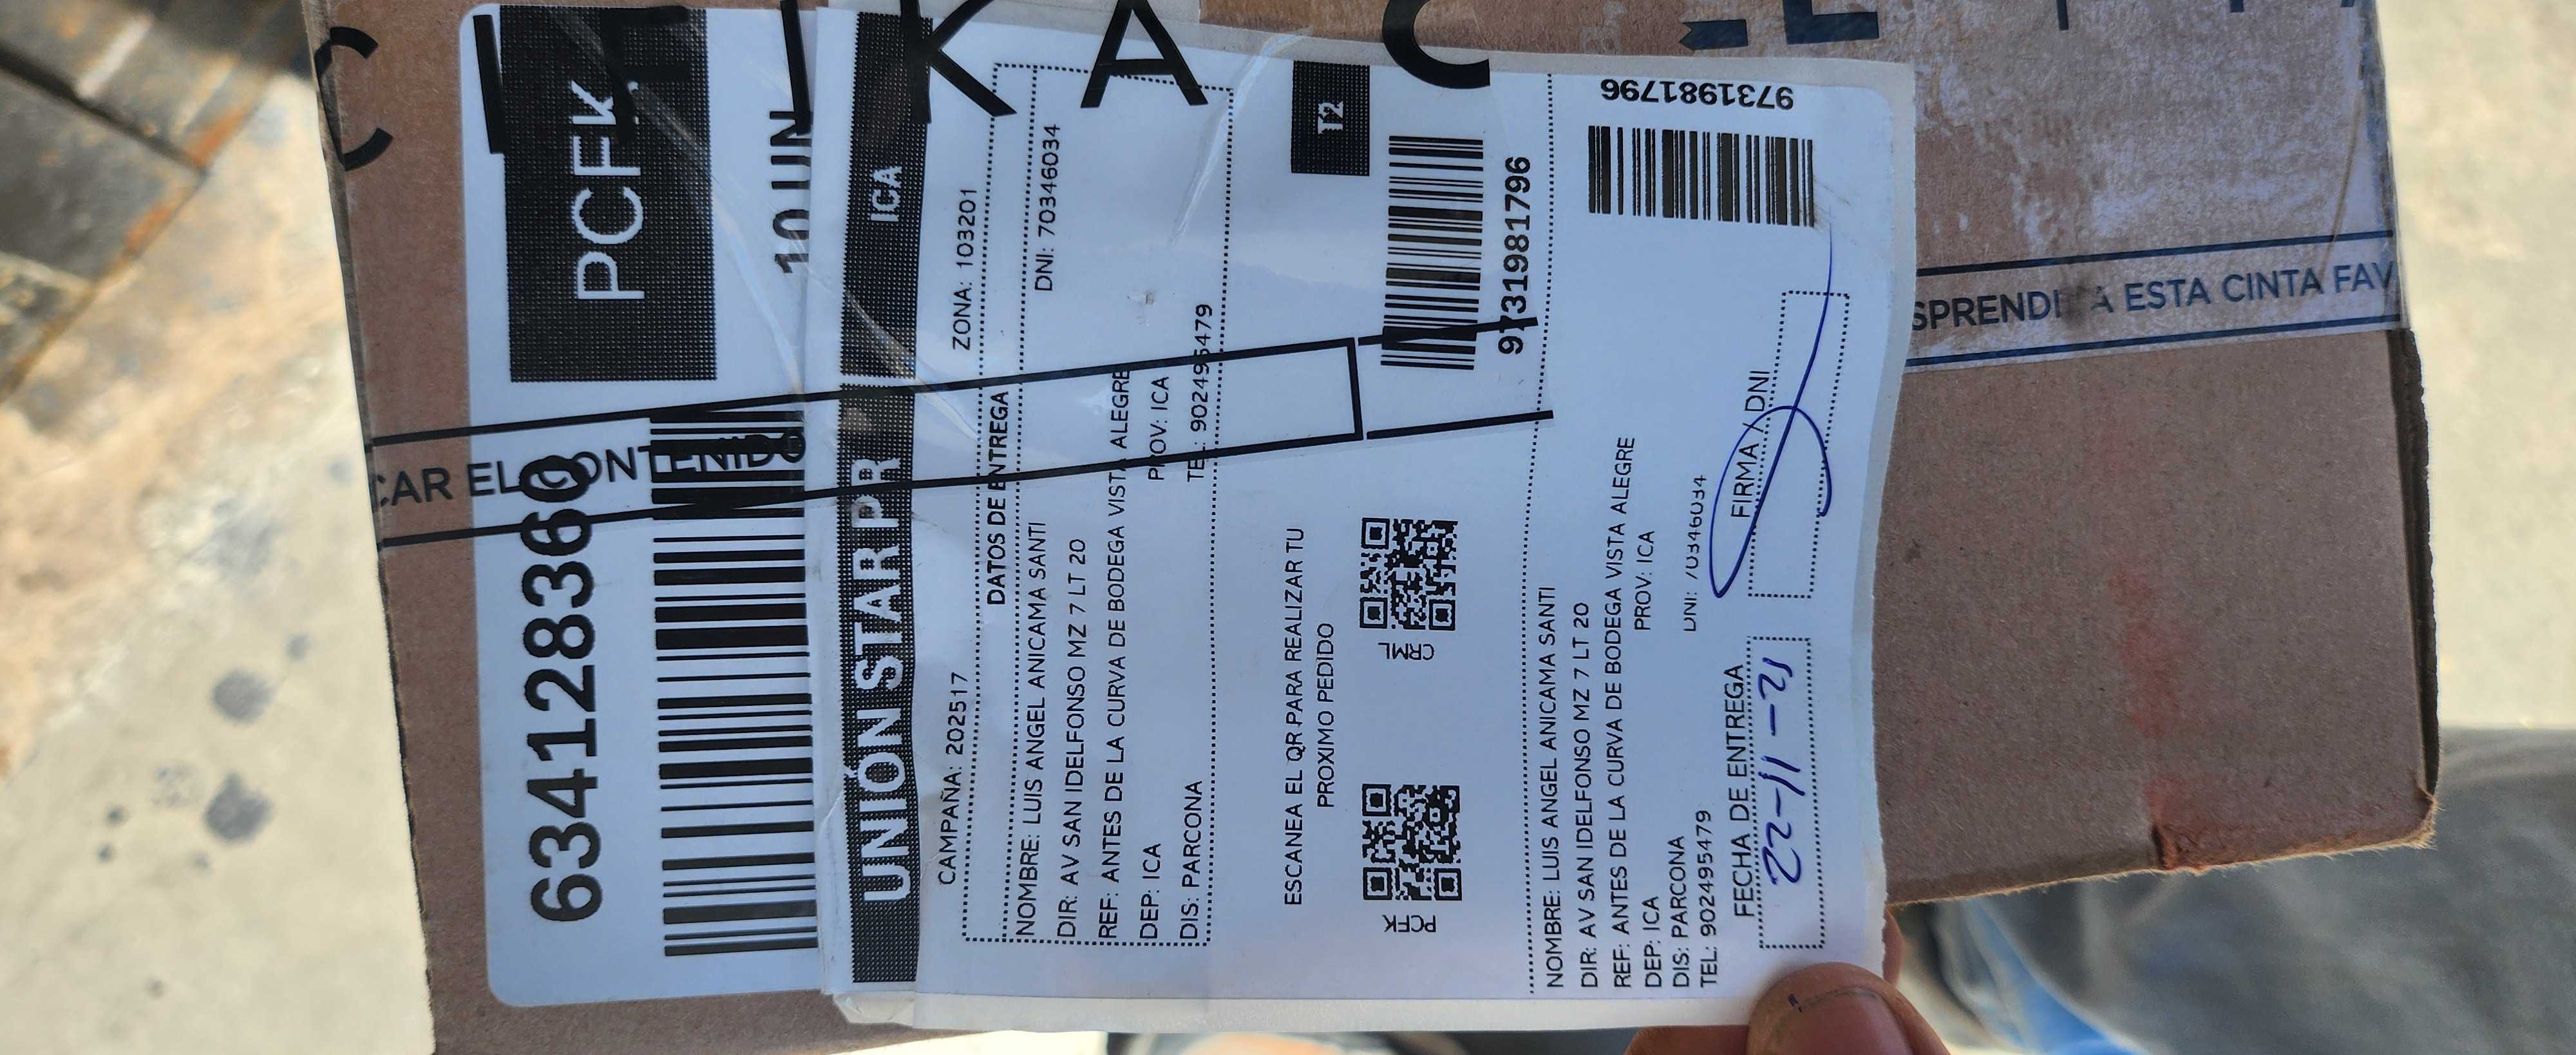 PCFK
10 UN
6341283660
CAR EL CONTENIDO
UNION STAR PR ICA
CAMPAÑA: 202517 ZONA: 103201
DATOS DE ENTREGA
NOMBRE: LUIS ANGEL ANICAMA SANTI DNI: 70346034
DIR: AV SAN IDELFONSO MZ 7 LT 20
REF: ANTES DE LA CURVA DE BODEGA VISTA ALEGRE
DEP: ICA PROV: ICA
DIS: PARCONA TEL: 902495479
ESCANEA EL QR PARA REALIZAR TU
PROXIMO PEDIDO
T2
PCFK CRML
9731981796
NOMBRE: LUIS ANGEL ANICAMA SANTI
DIR: AV SAN IDELFONSO MZ 7 LT 20
REF: ANTES DE LA CURVA DE BODEGA VISTA ALEGRE
DEP: ICA PROV: ICA
DIS: PARCONA DNI: 70346034
TEL: 902495479
9731981796
FECHA DE ENTREGA FIRMA / DNI
12-11-22
SPRENDI A ESTA CINTA FAV